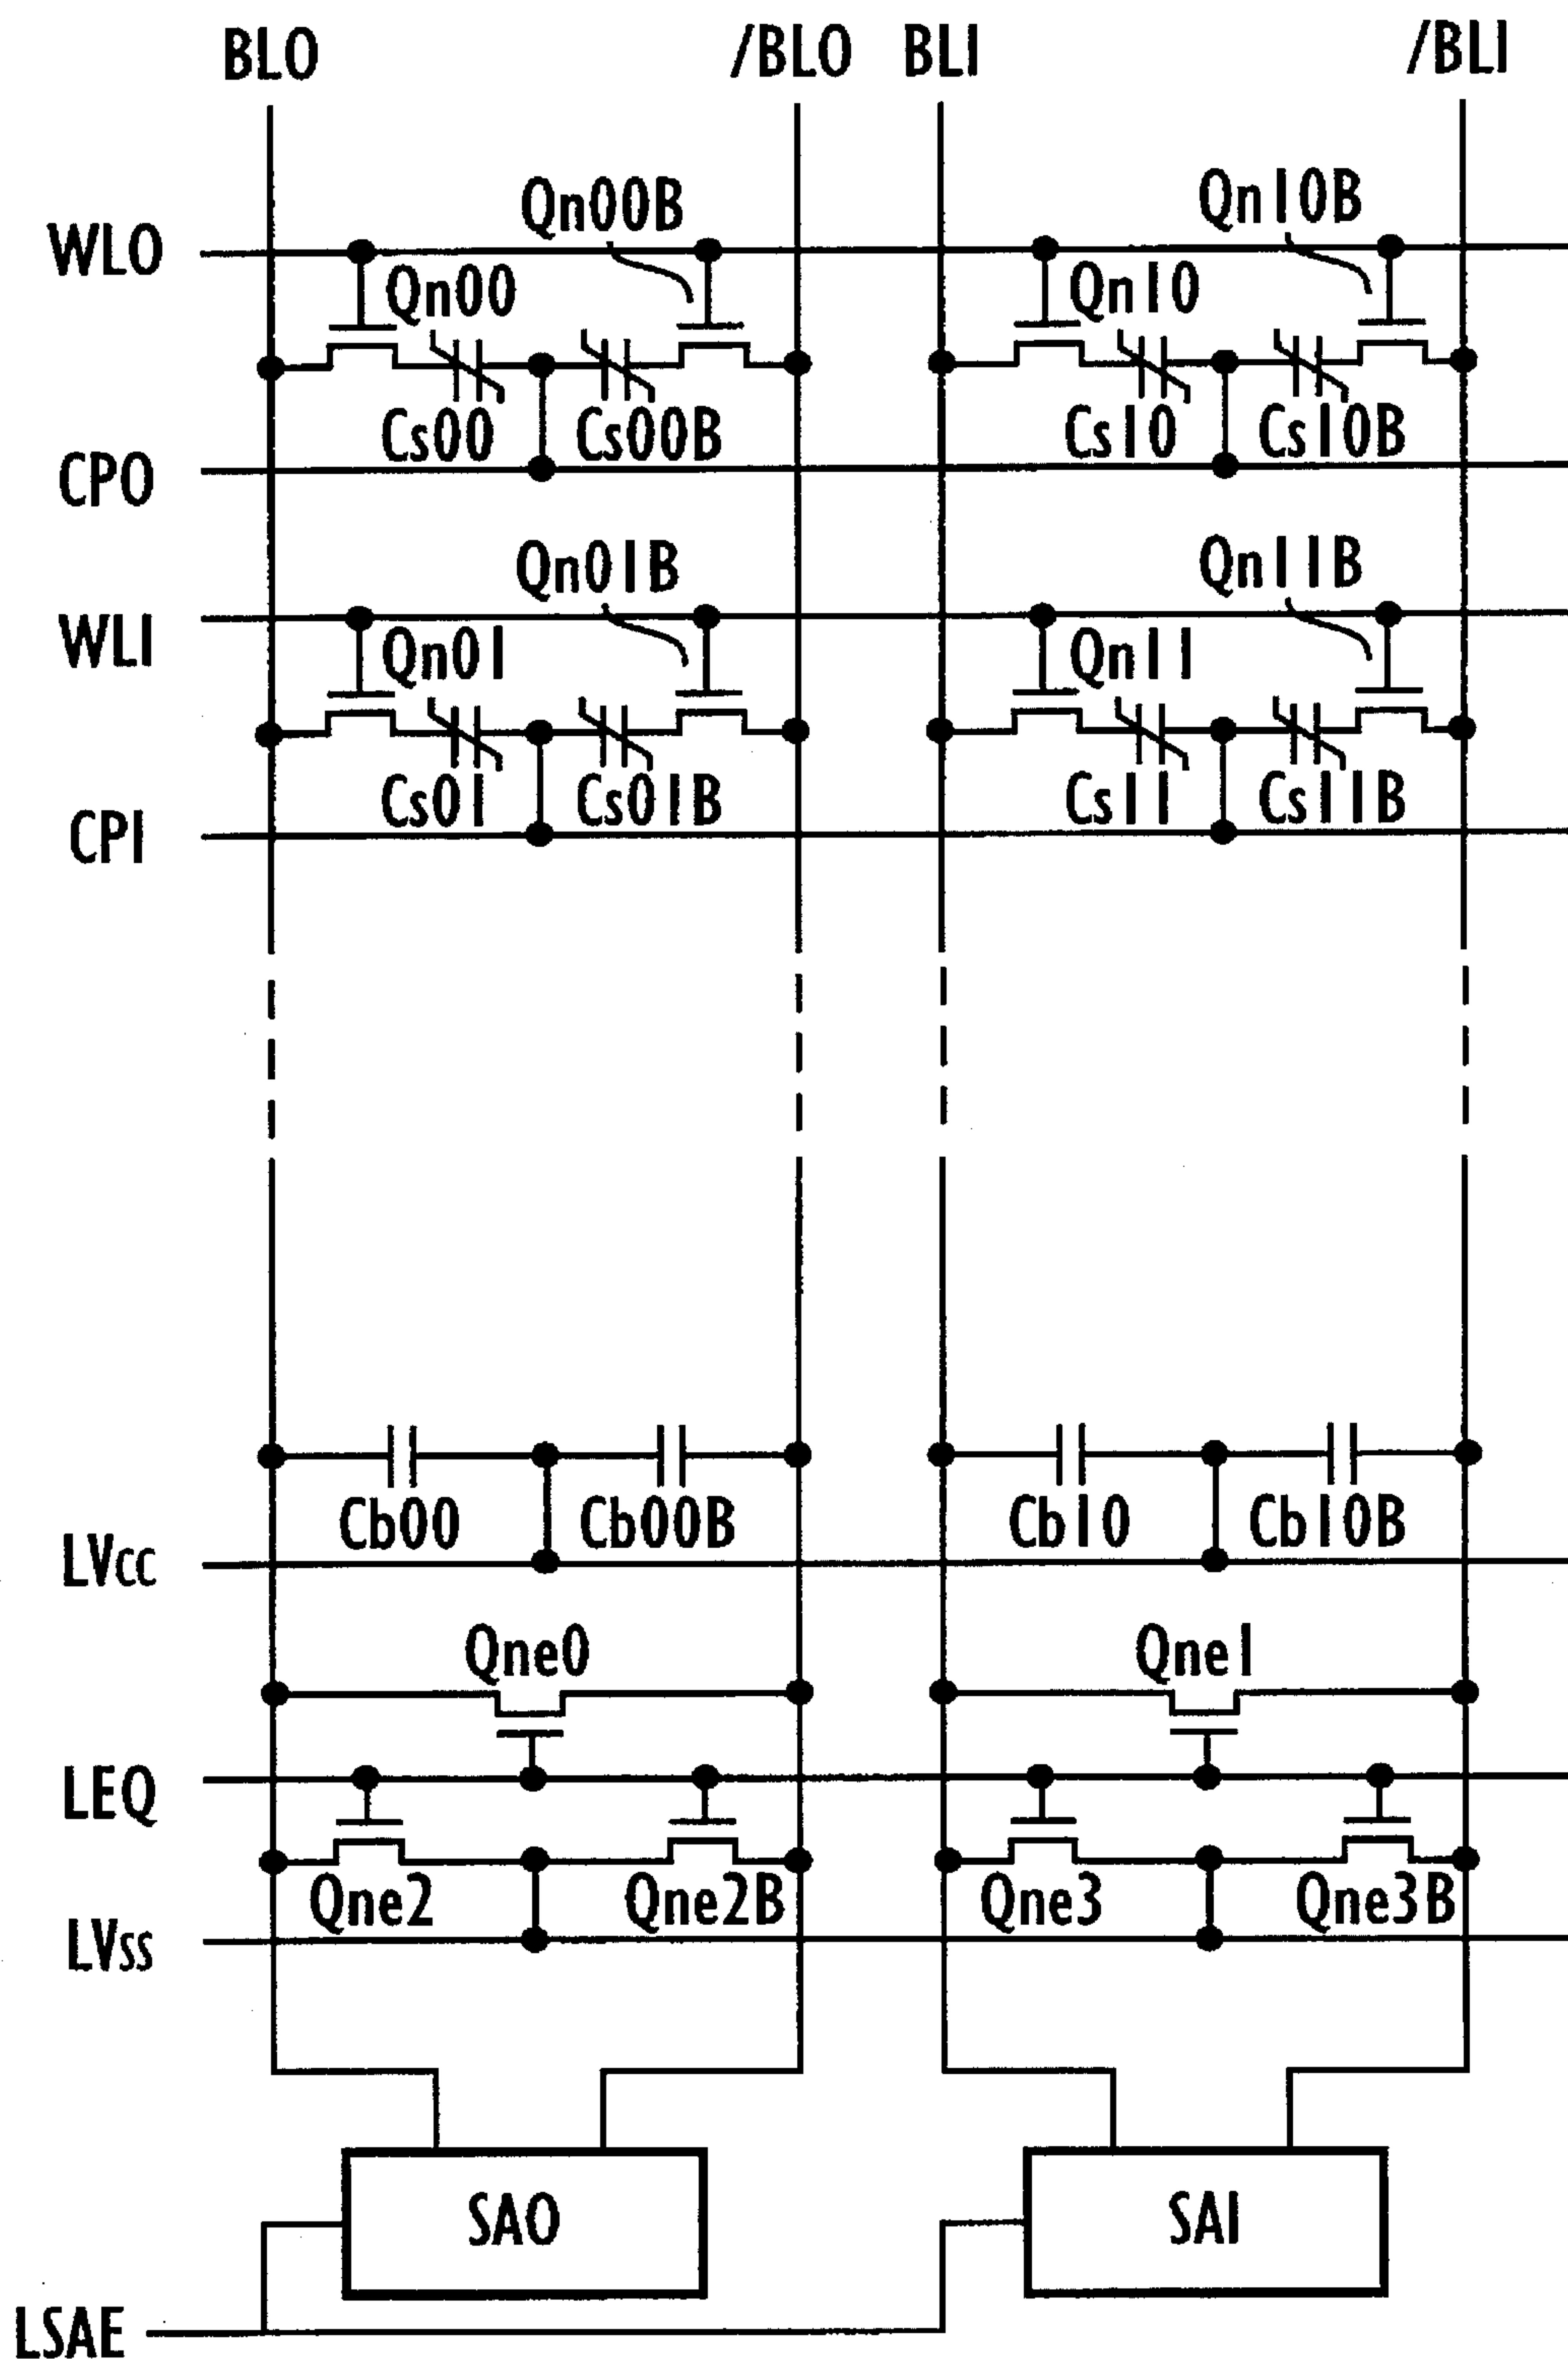 BL0 /BL0 BL1 /BL1
Qn00B Qn10B
WL0
Qn00 Qn10
Cs00 Cs00B Cs10 Cs10B
CP0
Qn01B Qn11B
WL1
Qn01 Qn11
Cs01 Cs01B Cs11 Cs11B
CP1
Cb00 Cb00B Cb10 Cb10B
LVCC
Qne0 Qne1
LEQ
Qne2 Qne2B Qne3 Qne3B
LVSS
SA0 SA1
LSAE